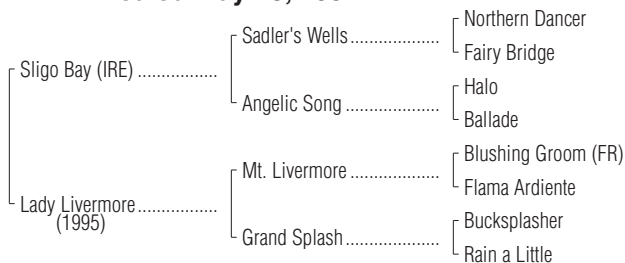 Northern Dancer
Sadler's Wells....................
Fairy Bridge
Sligo Bay (IRE) .................
Halo
Angelic Song .....................
Ballade
Blushing Groom (FR)
Mt. Livermore ....................
Flama Ardiente
Lady Livermore.................
(1995)
Bucksplasher
Grand Splash.....................
Rain a Little